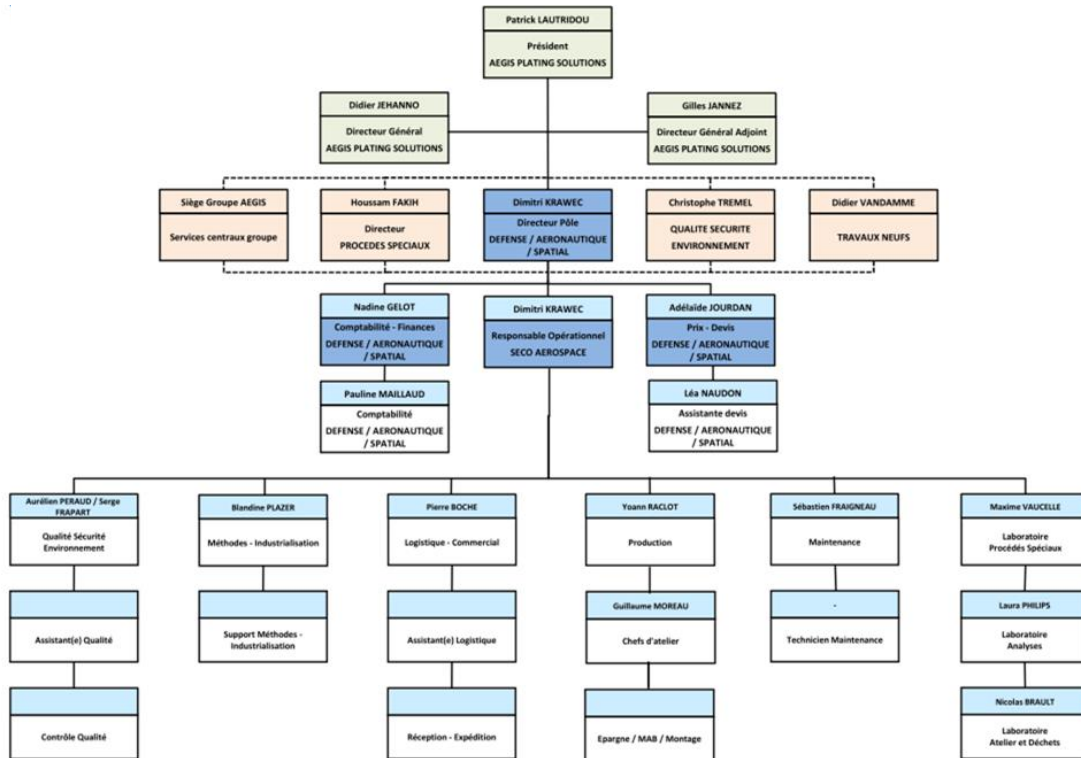 Patrick LAUTRIDOU
Président
AEGIS PLATING SOLUTIONS
Didier JEHANNO
Directeur Général
AEGIS PLATING SOLUTIONS
Gilles JANNEZ
Directeur Général Adjoint
AEGIS PLATING SOLUTIONS
Siège Groupe AEGIS
Services centraux groupe
Houssam FAKIH
Directeur
PROCEDES SPECIAUX
Dimitri KRAWEC
Directeur Pôle
DEFENSE / AERONAUTIQUE
/ SPATIAL
Christophe TREMEL
QUALITE SECURITE
ENVIRONNEMENT
Didier VANDAMME
TRAVAUX NEUFS
Nadine GELOT
Comptabilité - Finances
DEFENSE / AERONAUTIQUE
/ SPATIAL
Dimitri KRAWEC
Responsable Opérationnel
SECO AEROSPACE
Adélaïde JOURDAN
Prix - Devis
DEFENSE / AERONAUTIQUE
/ SPATIAL
Pauline MAILLAUD
Comptabilité
DEFENSE / AERONAUTIQUE
/ SPATIAL
Léa NAUDON
Assistante devis
DEFENSE / AERONAUTIQUE
/ SPATIAL
Aurélien PERAUD / Serge
FRAPART
Qualité Sécurité
Environnement
Blandine PLAZER
Méthodes - Industrialisation
Pierre BOCHE
Logistique - Commercial
Yoann RACLOT
Production
Sébastien FRAIGNEAU
Maintenance
Maxime VAUCELLE
Laboratoire
Procédés Spéciaux
Assistant(e) Qualité
Support Méthodes -
Industrialisation
Assistant(e) Logistique
Guillaume MOREAU
Chefs d'atelier
-
Technicien Maintenance
Laura PHILIPS
Laboratoire
Analyses
Contrôle Qualité
Réception - Expédition
Epargne / MAB / Montage
Nicolas BRAULT
Laboratoire
Atelier et Déchets